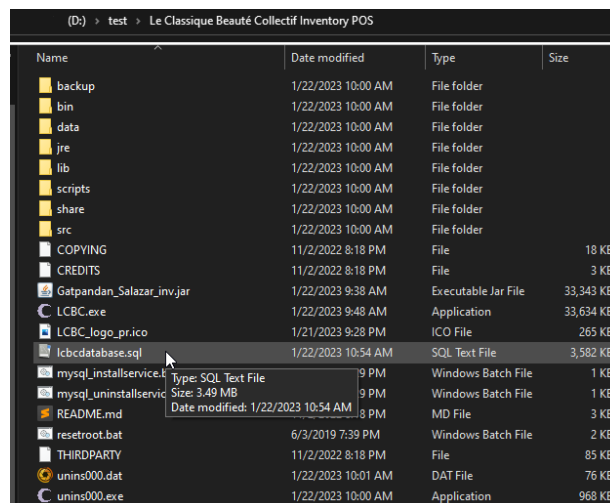 (D:) > test > Le Classique Beauté Collectif Inventory POS
Name Date modified Type Size
backup 1/22/2023 10:00 AM File folder
bin 1/22/2023 10:00 AM File folder
data 1/22/2023 10:00 AM File folder
jre 1/22/2023 10:00 AM File folder
lib 1/22/2023 10:00 AM File folder
scripts 1/22/2023 10:00 AM File folder
share 1/22/2023 10:00 AM File folder
src 1/22/2023 10:00 AM File folder
COPYING 11/2/2022 8:18 PM File 18 KB
CREDITS 11/2/2022 8:18 PM File 3 KB
Gatpandan_Salazar_inv.jar 1/22/2023 9:38 AM Executable Jar File 33,343 KB
LCBC.exe 1/22/2023 9:48 AM Application 33,634 KB
LCBC_logo_pr.ico 1/21/2023 9:28 PM ICO File 265 KB
lcbcdatabase.sql 1/22/2023 10:54 AM SQL Text File 3,582 KB
mysql_installservice.b 9 PM Windows Batch File 1 KB
Type: SQL Text File
Size: 3.49 MB
Date modified: 1/22/2023 10:54 AM
mysql_uninstallservic 9 PM Windows Batch File 1 KB
README.md 8 PM MD File 3 KB
resetroot.bat 6/3/2019 7:39 PM Windows Batch File 2 KB
THIRDPARTY 11/2/2022 8:18 PM File 85 KB
unins000.dat 1/22/2023 10:01 AM DAT File 76 KB
unins000.exe 1/22/2023 10:00 AM Application 968 KB